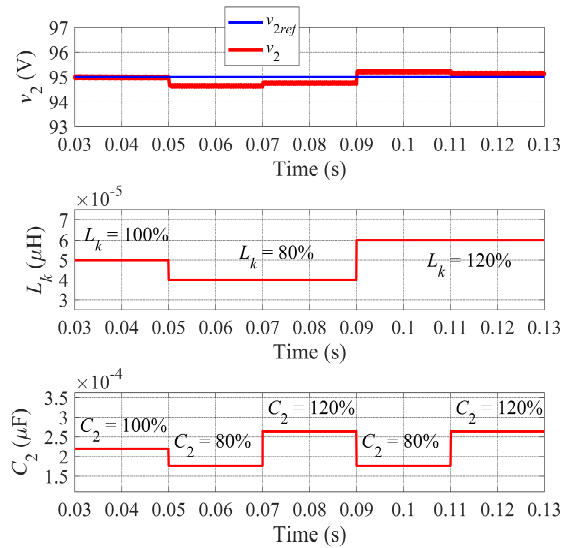 v2ref
v2
97
96
95
94
93
v2 (V)
0.03 0.04 0.05 0.06 0.07 0.08 0.09 0.1 0.11 0.12 0.13
Time (s)
×10-5
7
6
5
4
3
Lk (μH)
Lk = 100%
Lk = 80%
Lk = 120%
0.03 0.04 0.05 0.06 0.07 0.08 0.09 0.1 0.11 0.12 0.13
Time (s)
×10-4
3.5
3
2.5
2
1.5
C2 (μF)
C2 = 100%
C2 = 80%
C2 = 120%
C2 = 80%
C2 = 120%
0.03 0.04 0.05 0.06 0.07 0.08 0.09 0.1 0.11 0.12 0.13
Time (s)